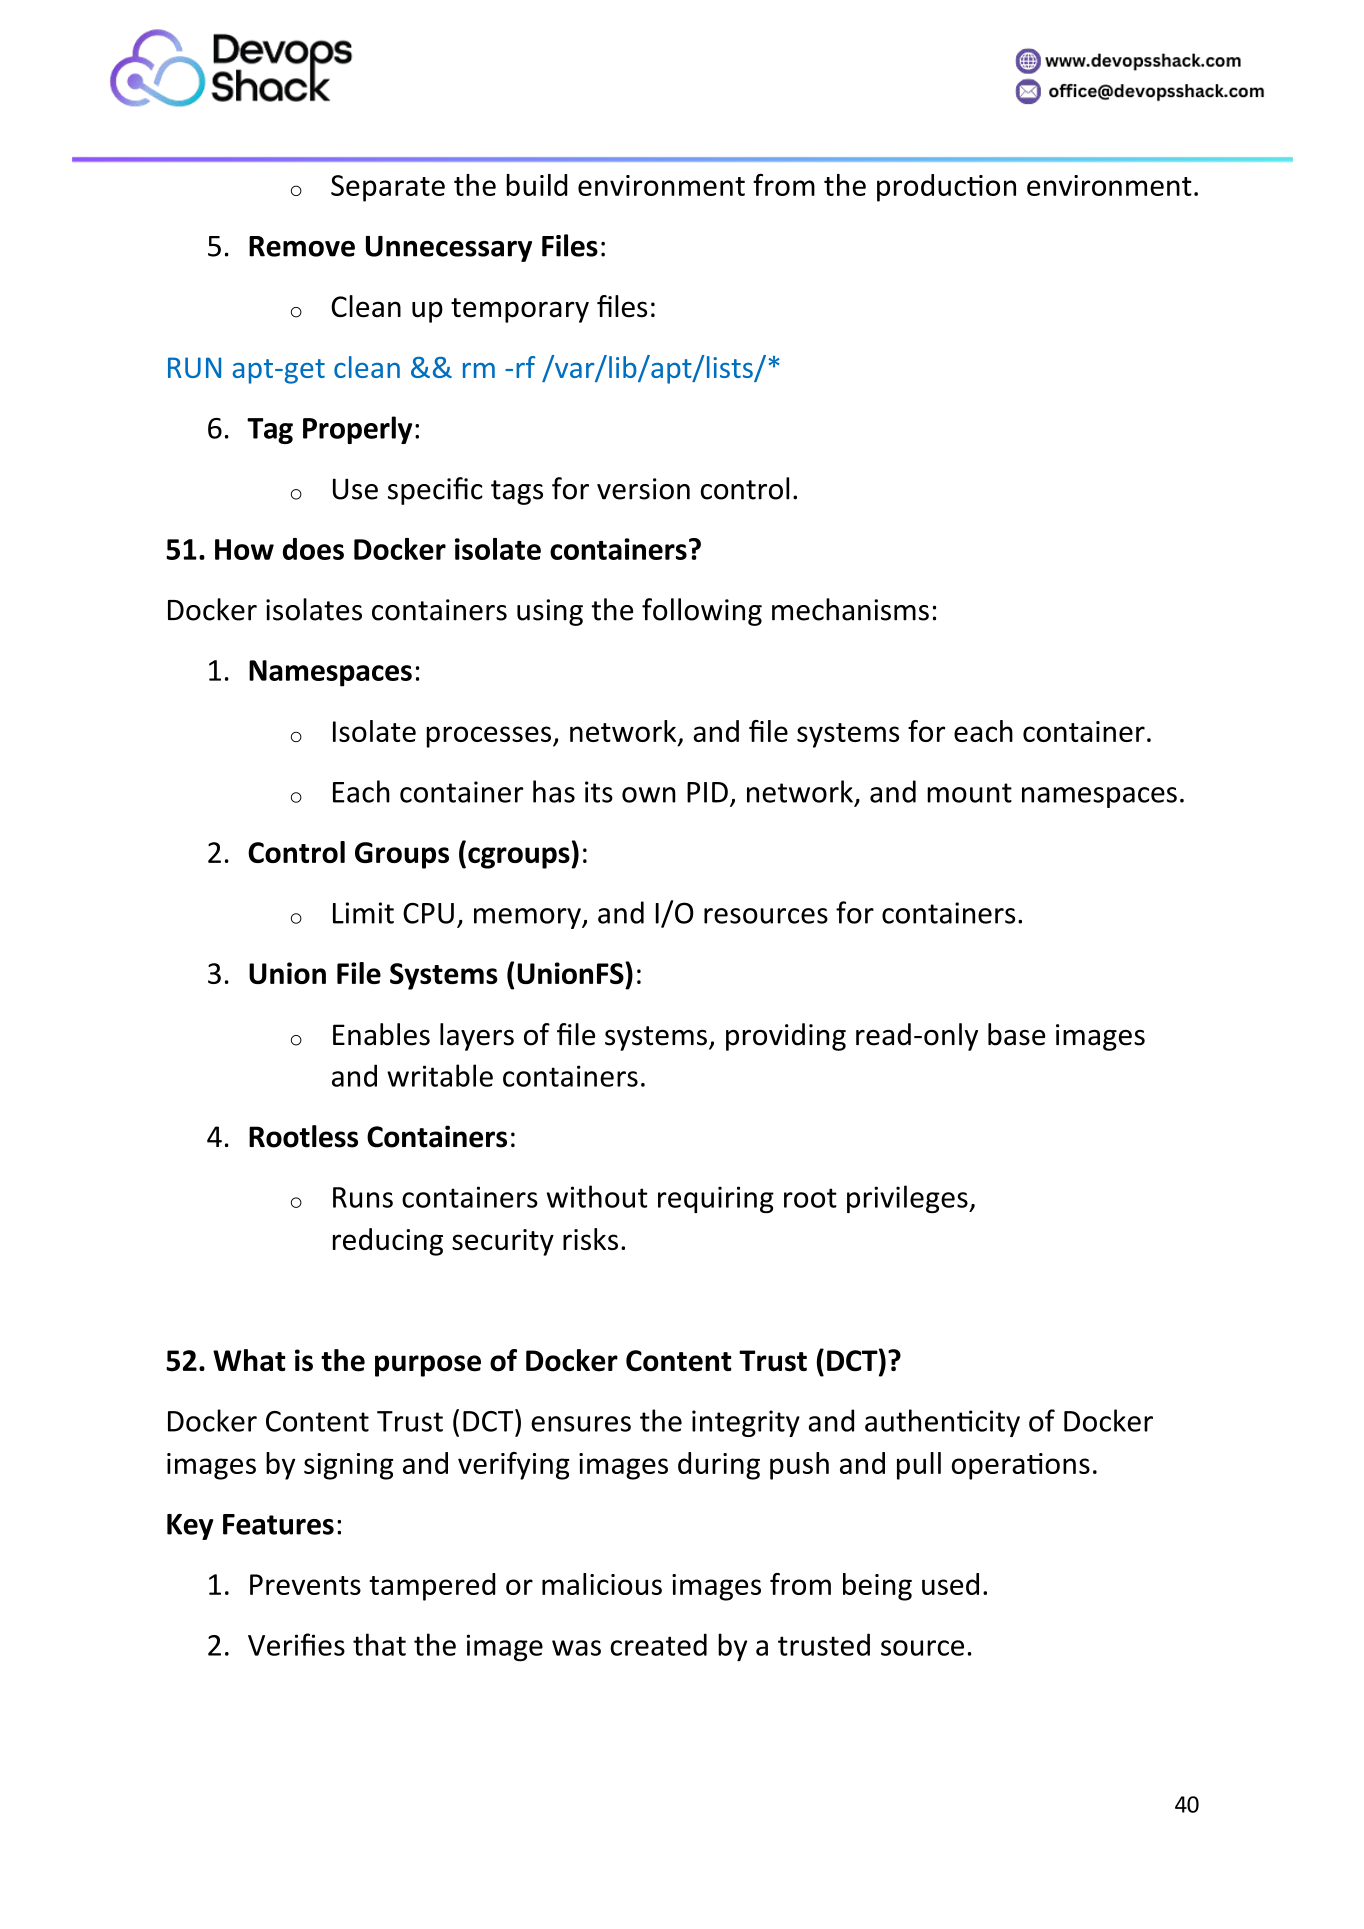 Devops
Shack
www.devopsshack.com
office@devopsshack.com
○ Separate the build environment from the production environment.
5. Remove Unnecessary Files:
○ Clean up temporary files:
RUN apt-get clean && rm -rf /var/lib/apt/lists/*
6. Tag Properly:
○ Use specific tags for version control.
51. How does Docker isolate containers?
Docker isolates containers using the following mechanisms:
1. Namespaces:
○ Isolate processes, network, and file systems for each container.
○ Each container has its own PID, network, and mount namespaces.
2. Control Groups (cgroups):
○ Limit CPU, memory, and I/O resources for containers.
3. Union File Systems (UnionFS):
○ Enables layers of file systems, providing read-only base images
and writable containers.
4. Rootless Containers:
○ Runs containers without requiring root privileges,
reducing security risks.
52. What is the purpose of Docker Content Trust (DCT)?
Docker Content Trust (DCT) ensures the integrity and authenticity of Docker
images by signing and verifying images during push and pull operations.
Key Features:
1. Prevents tampered or malicious images from being used.
2. Verifies that the image was created by a trusted source.
40